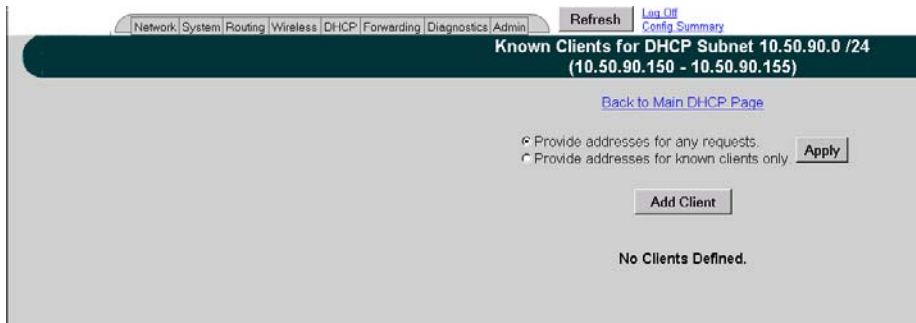 Network System Routing Wireless DHCP Forwarding Diagnostics Admin Refresh Log Off
Config Summary
Known Clients for DHCP Subnet 10.50.90.0 /24
(10.50.90.150 - 10.50.90.155)
Back to Main DHCP Page
Provide addresses for any requests.
Provide addresses for known clients only. Apply
Add Client
No Clients Defined.